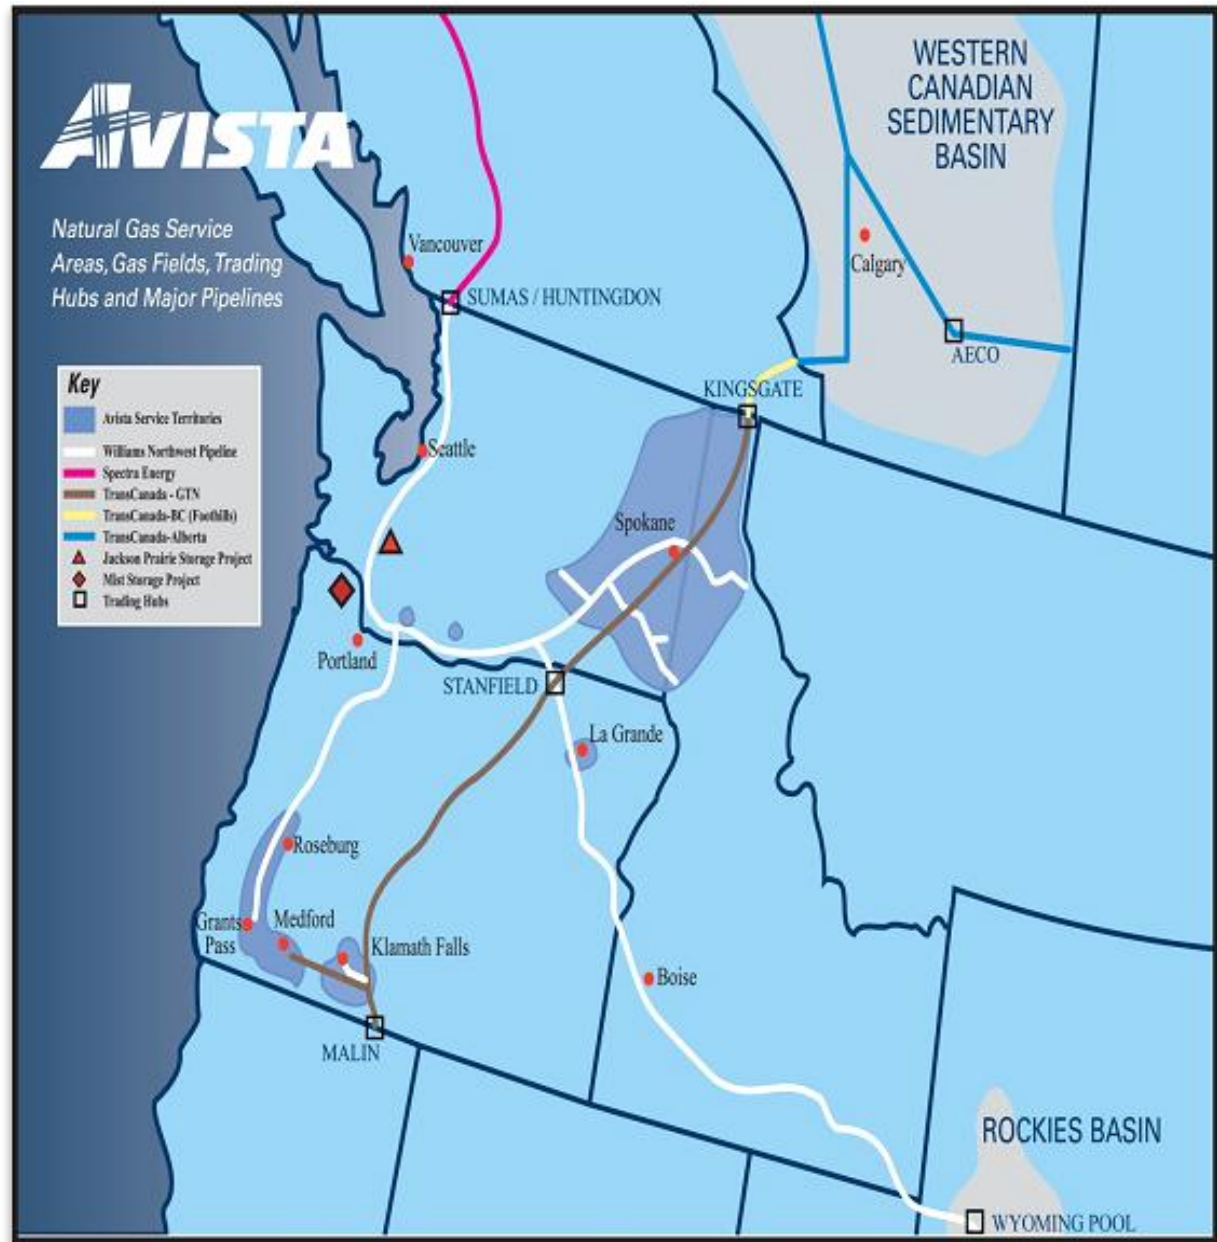 AVISTA
Natural Gas Service
Areas, Gas Fields, Trading
Hubs and Major Pipelines
Key
Avista Service Territories
Williams Northwest Pipeline
Spectra Energy
TransCanada - GTN
TransCanada-BC (Foothills)
TransCanada-Alberta
Jackson Prairie Storage Project
Mist Storage Project
Trading Hubs
WESTERN
CANADIAN
SEDIMENTARY
BASIN
Vancouver
Calgary
SUMAS / HUNTINGDON
AECO
KINGSGATE
Seattle
Spokane
Portland
STANFIELD
La Grande
Roseburg
Grants
Pass
Medford
Klamath Falls
Boise
MALIN
ROCKIES BASIN
WYOMING POOL